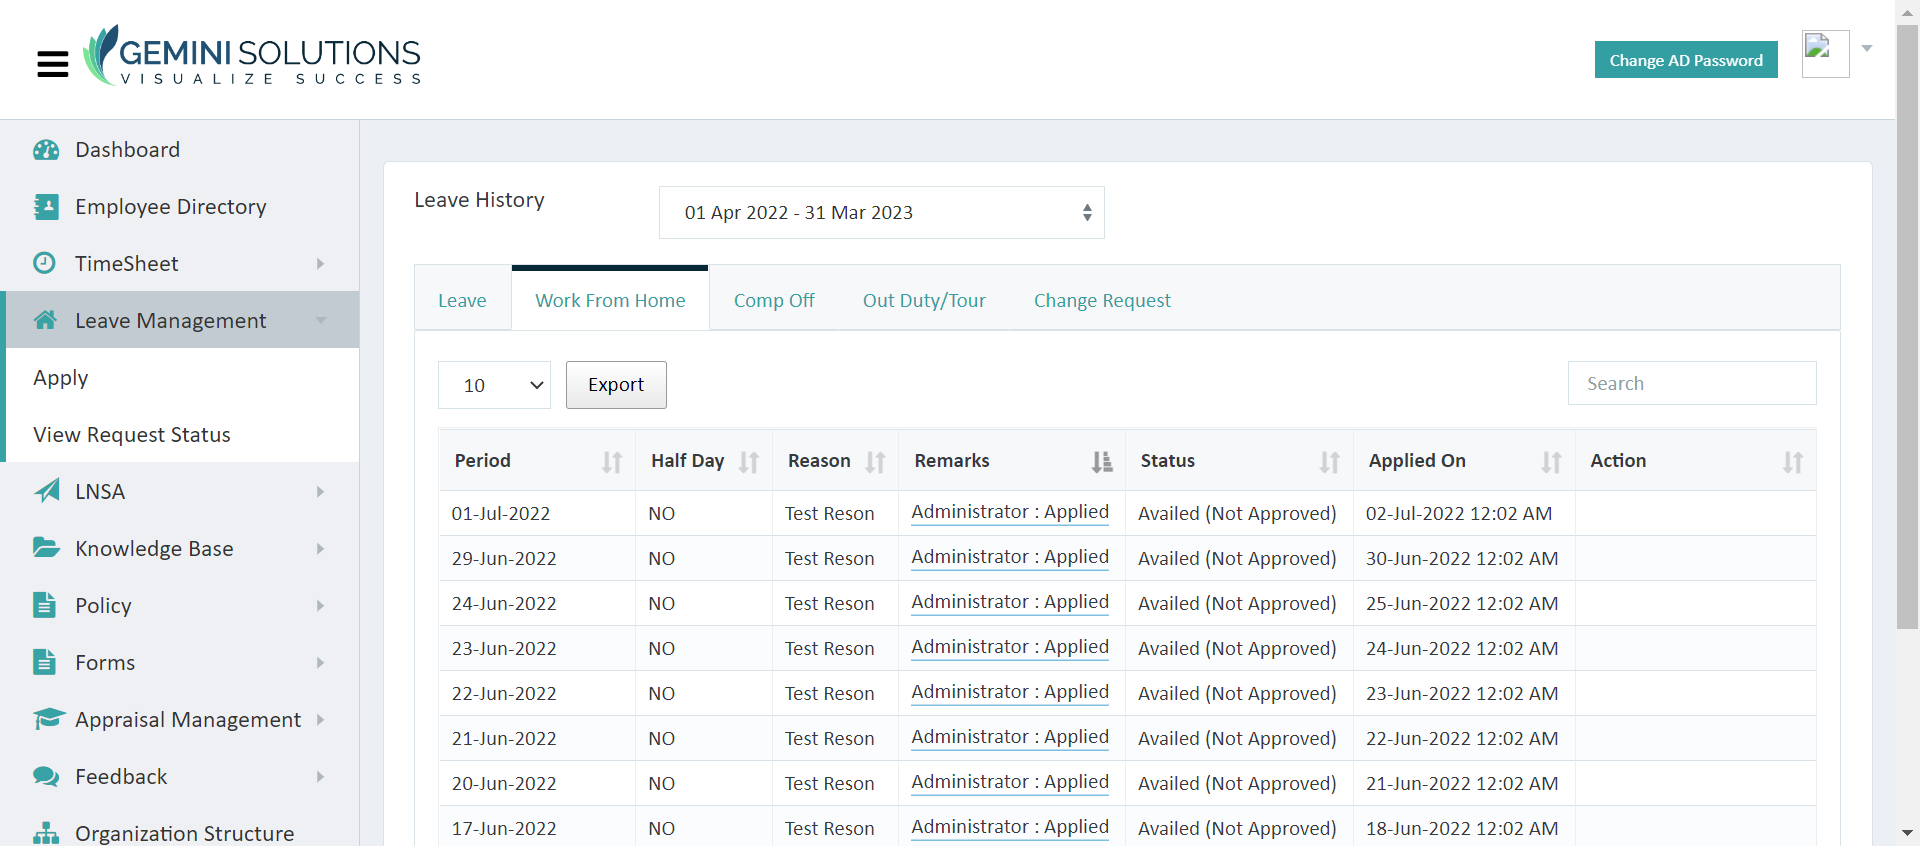 GEMINI SOLUTIONS
VISUALIZE SUCCESS
Change AD Password
Dashboard
Employee Directory
TimeSheet
Leave Management
Apply
View Request Status
LNSA
Knowledge Base
Policy
Forms
Appraisal Management
Feedback
Organization Structure
Leave History
01 Apr 2022 - 31 Mar 2023
Leave Work From Home Comp Off Out Duty/Tour Change Request
10 Export Search
Period Half Day Reason Remarks Status Applied On Action
01-Jul-2022 NO Test Reson Administrator : Applied Availed (Not Approved) 02-Jul-2022 12:02 AM
29-Jun-2022 NO Test Reson Administrator : Applied Availed (Not Approved) 30-Jun-2022 12:02 AM
24-Jun-2022 NO Test Reson Administrator : Applied Availed (Not Approved) 25-Jun-2022 12:02 AM
23-Jun-2022 NO Test Reson Administrator : Applied Availed (Not Approved) 24-Jun-2022 12:02 AM
22-Jun-2022 NO Test Reson Administrator : Applied Availed (Not Approved) 23-Jun-2022 12:02 AM
21-Jun-2022 NO Test Reson Administrator : Applied Availed (Not Approved) 22-Jun-2022 12:02 AM
20-Jun-2022 NO Test Reson Administrator : Applied Availed (Not Approved) 21-Jun-2022 12:02 AM
17-Jun-2022 NO Test Reson Administrator : Applied Availed (Not Approved) 18-Jun-2022 12:02 AM